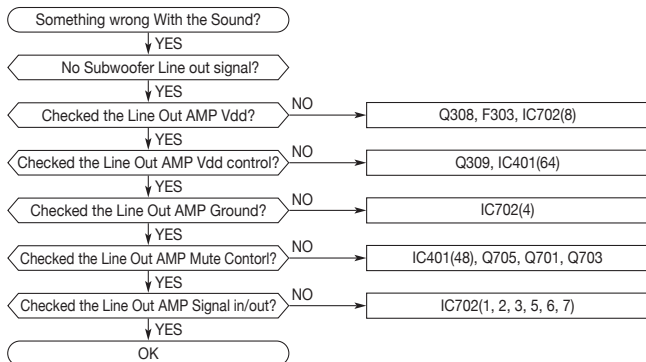 Something wrong With the Sound?
YES
No Subwoofer Line out signal?
YES
Checked the Line Out AMP Vdd?
NO
Q308, F303, IC702(8)
YES
Checked the Line Out AMP Vdd control?
NO
Q309, IC401(64)
YES
Checked the Line Out AMP Ground?
NO
IC702(4)
YES
Checked the Line Out AMP Mute Contorl?
NO
IC401(48), Q705, Q701, Q703
YES
Checked the Line Out AMP Signal in/out?
NO
IC702(1, 2, 3, 5, 6, 7)
YES
OK